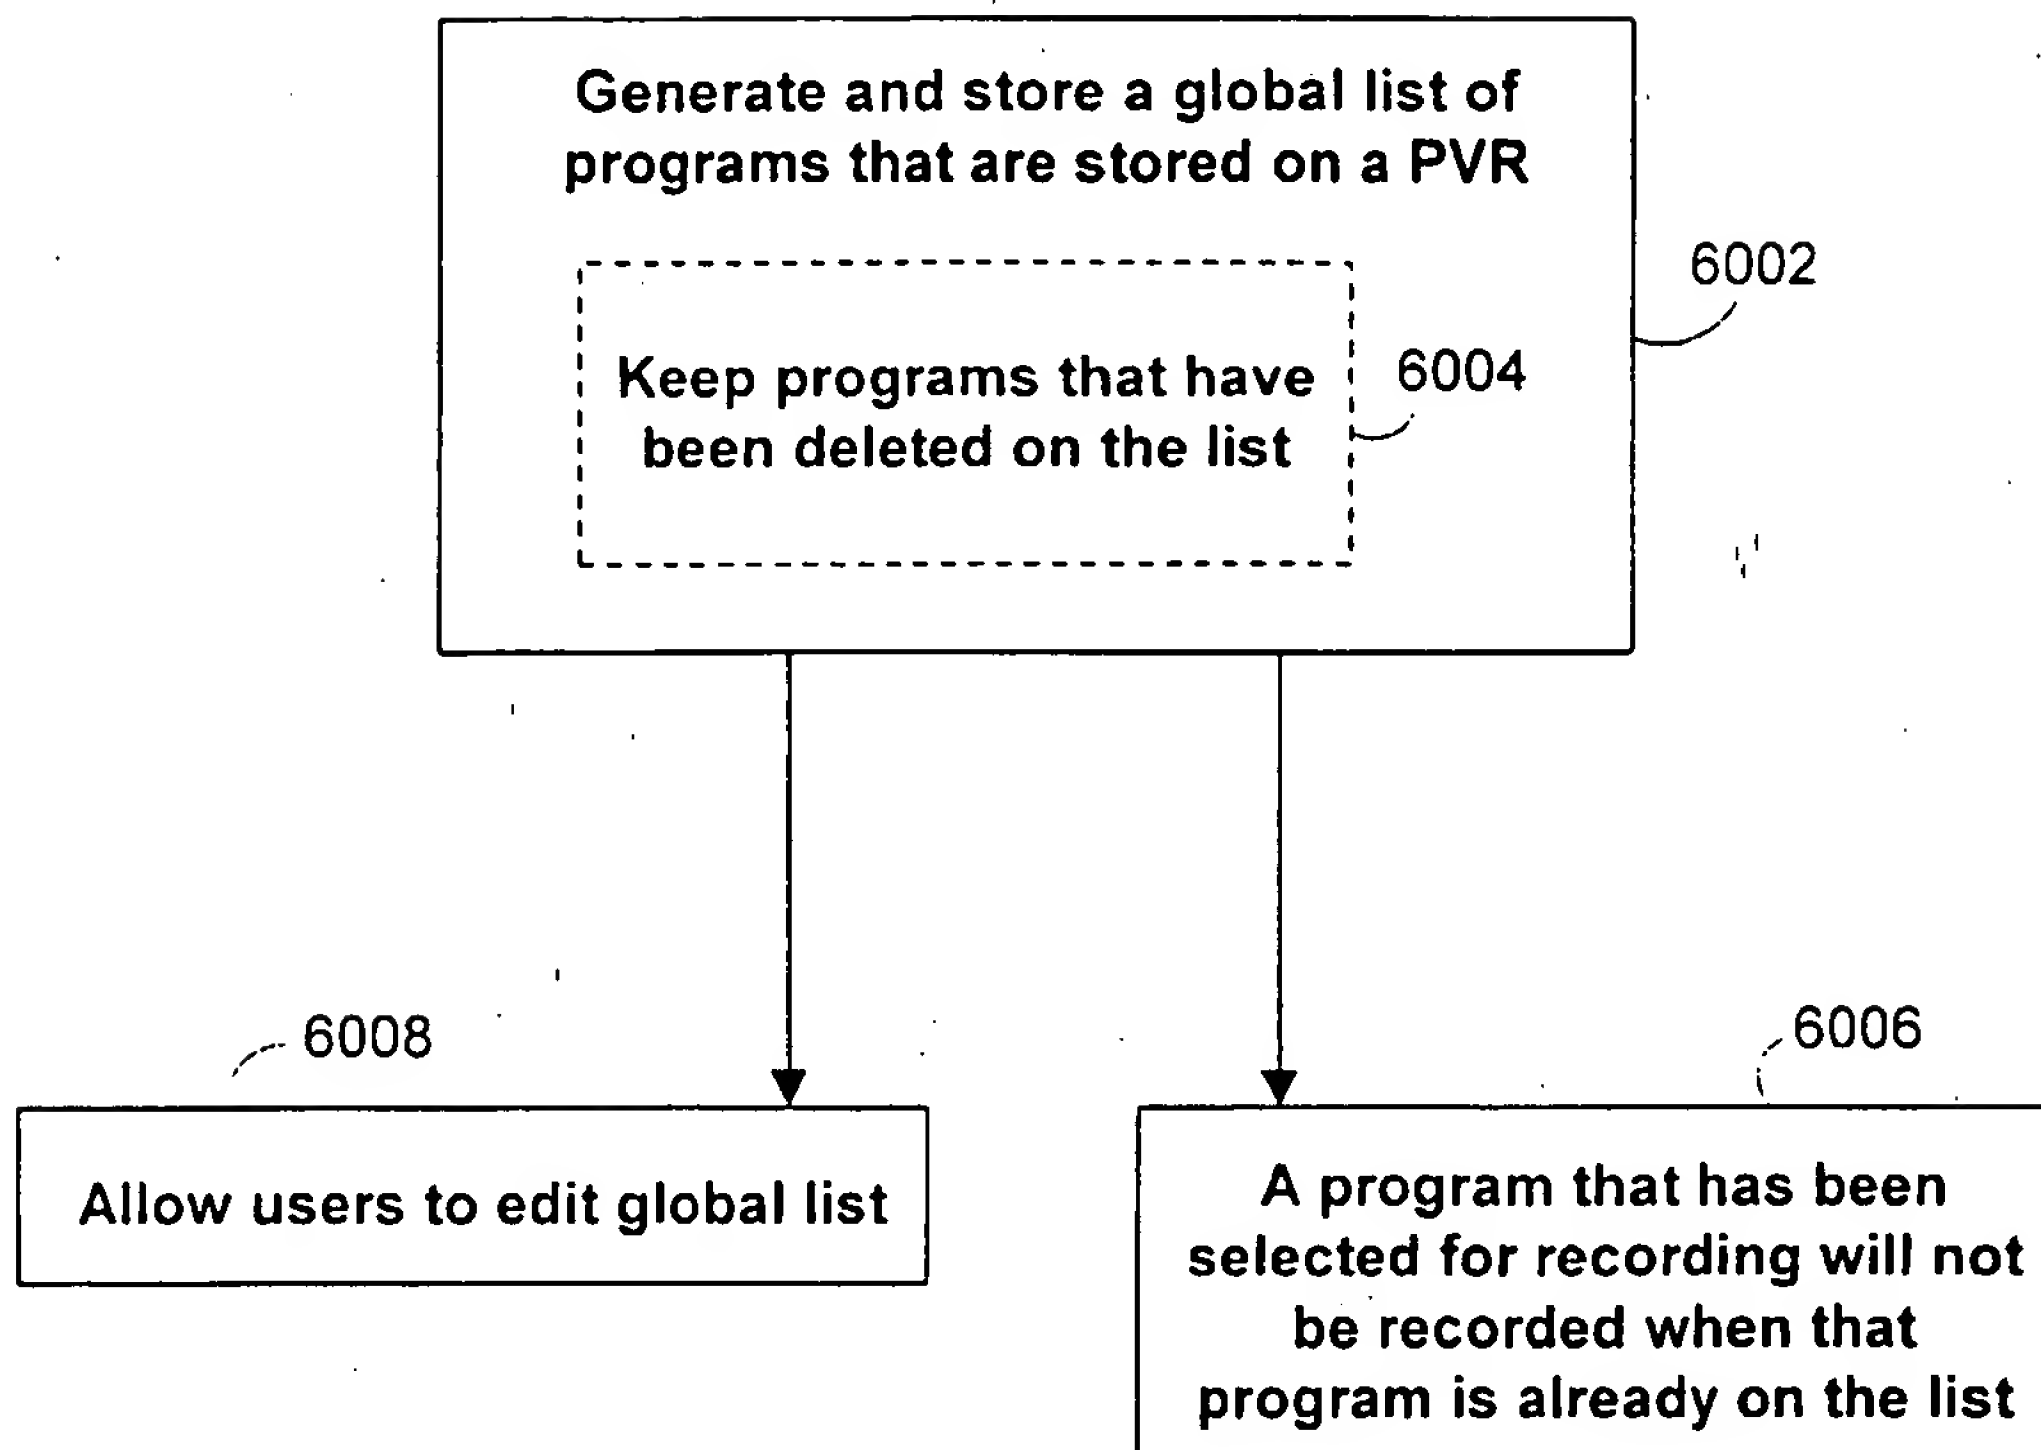 Generate and store a global list of
programs that are stored on a PVR
6002
Keep programs that have
been deleted on the list
6004
6008
Allow users to edit global list
6006
A program that has been
selected for recording will not
be recorded when that
program is already on the list